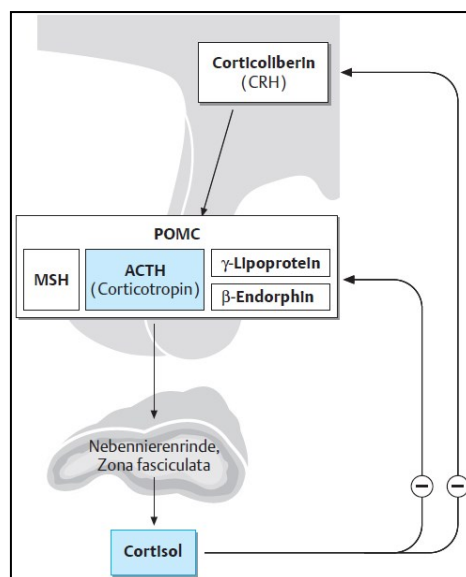 Corticoliberin
(CRH)
POMC
MSH
ACTH
(Corticotropin)
γ-Lipoprotein
β-Endorphin
Nebennierenrinde,
Zona fasciculata
−
−
Cortisol